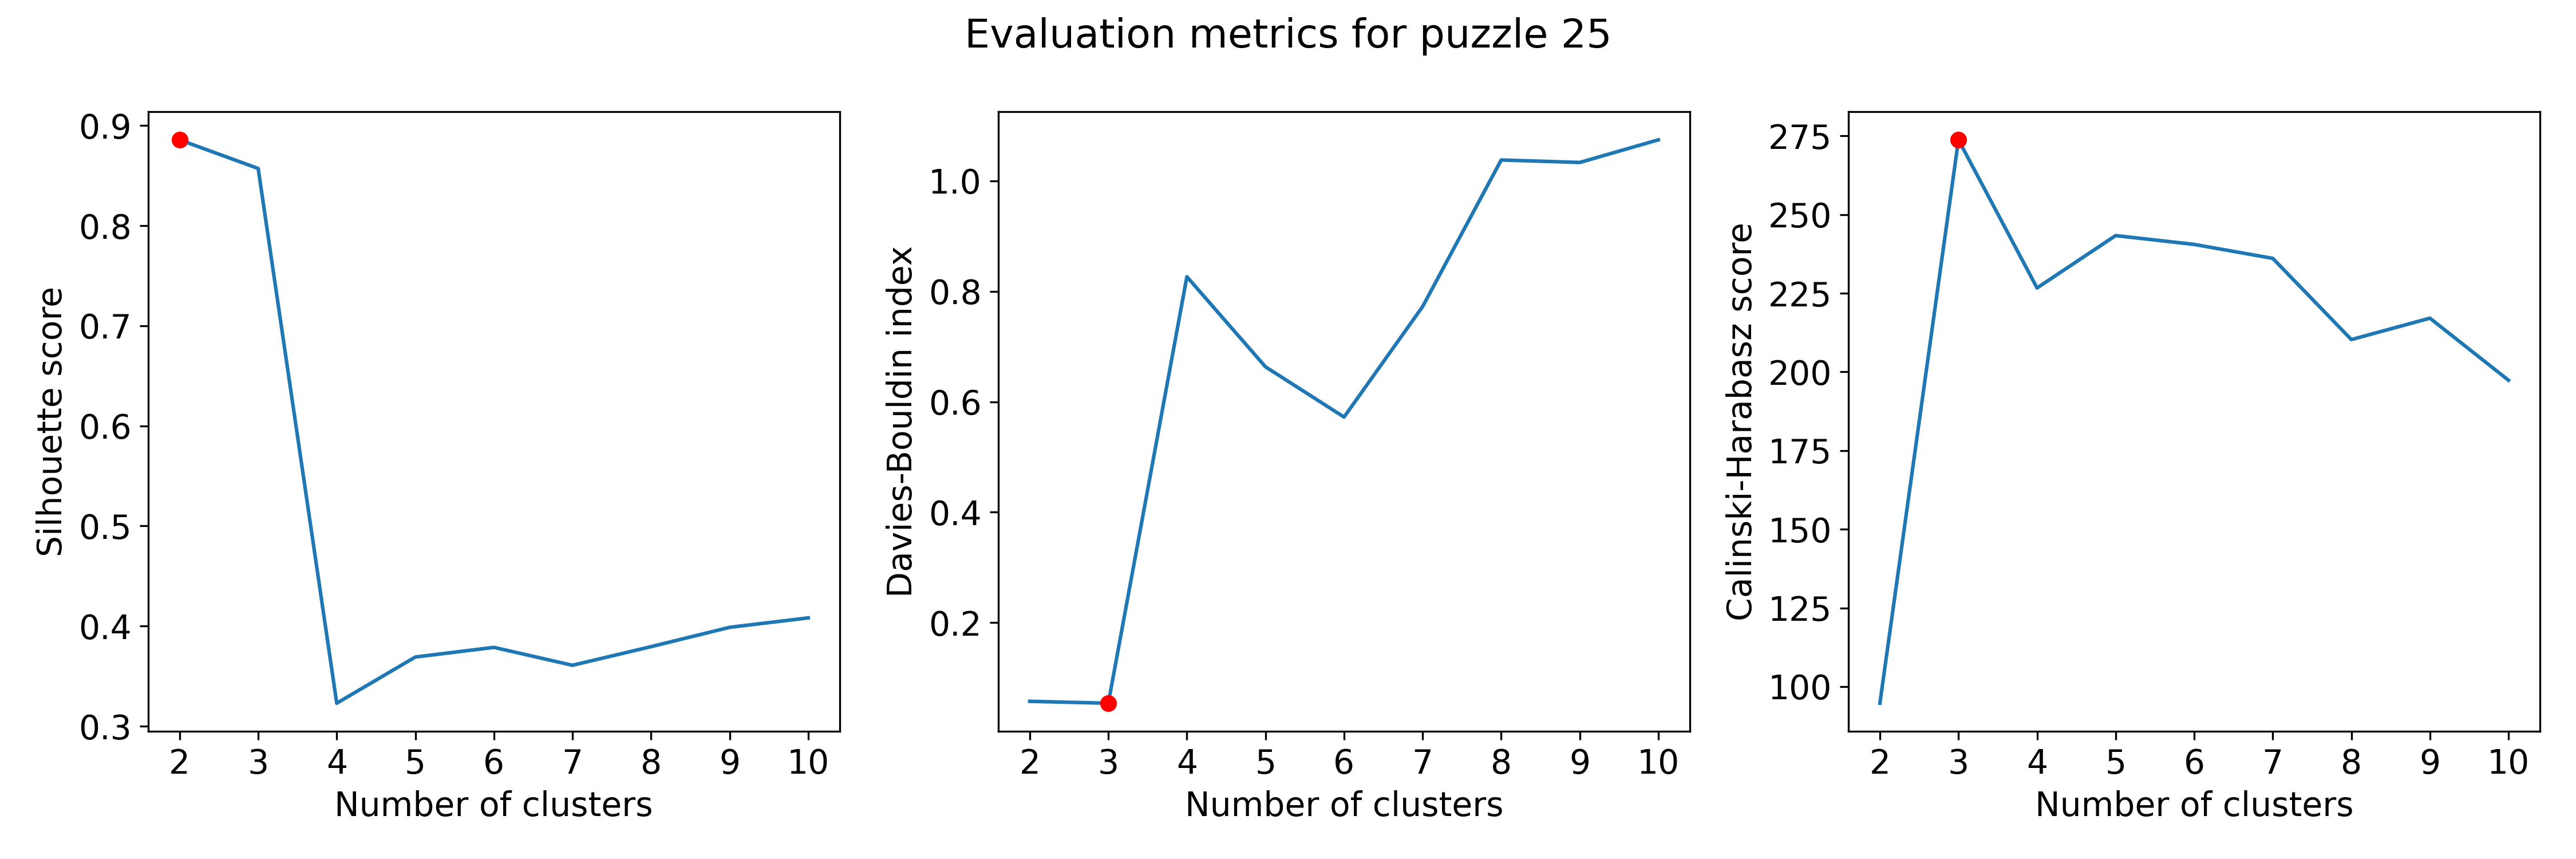 Evaluation metrics for puzzle 25
Silhouette score
0.9
0.8
0.7
0.6
0.5
0.4
0.3
2 3 4 5 6 7 8 9 10
Number of clusters
Davies-Bouldin index
1.0
0.8
0.6
0.4
0.2
2 3 4 5 6 7 8 9 10
Number of clusters
Calinski-Harabasz score
275
250
225
200
175
150
125
100
2 3 4 5 6 7 8 9 10
Number of clusters